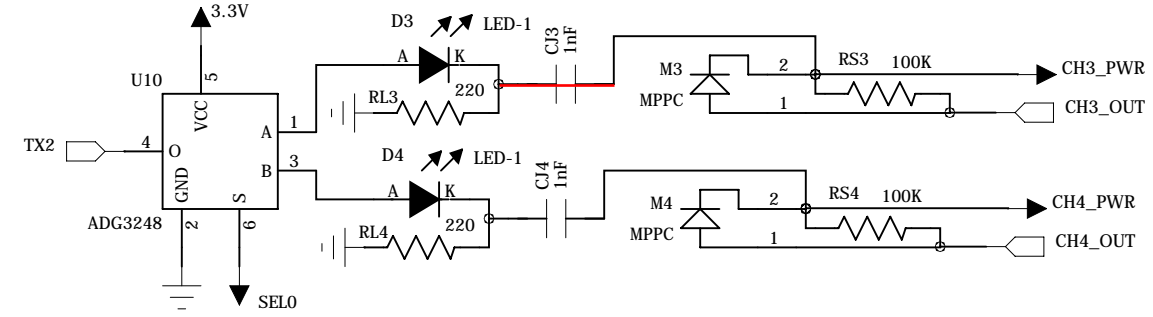 3.3V
D3
LED-1
CJ3
1nF
U10
5
VCC
A
K
RL3
220
M3
MPPC
2
1
RS3
100K
CH3_PWR
CH3_OUT
TX2
4
O
A
1
B
3
GND
S
ADG3248
2
6
SEL0
D4
LED-1
CJ4
1nF
A
K
RL4
220
M4
MPPC
2
1
RS4
100K
CH4_PWR
CH4_OUT